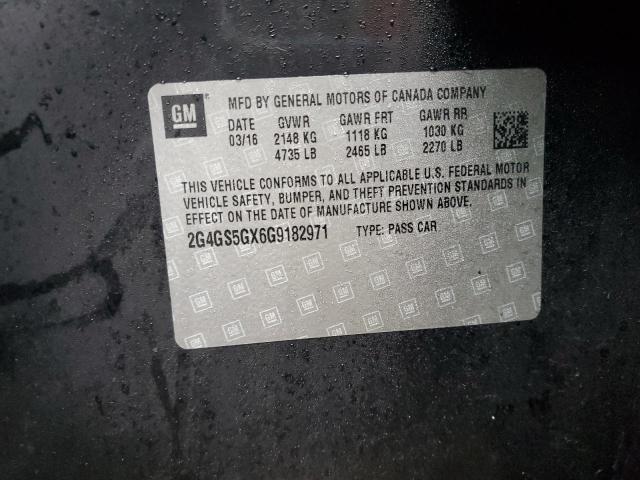 GM
MFD BY GENERAL MOTORS OF CANADA COMPANY
DATE GVWR GAWR FRT GAWR RR
03/16 2148 KG 1118 KG 1030 KG
4735 LB 2465 LB 2270 LB
THIS VEHICLE CONFORMS TO ALL APPLICABLE U.S. FEDERAL MOTOR
VEHICLE SAFETY, BUMPER, AND THEFT PREVENTION STANDARDS IN
EFFECT ON THE DATE OF MANUFACTURE SHOWN ABOVE.
2G4GS5GX6G9182971 TYPE: PASS CAR